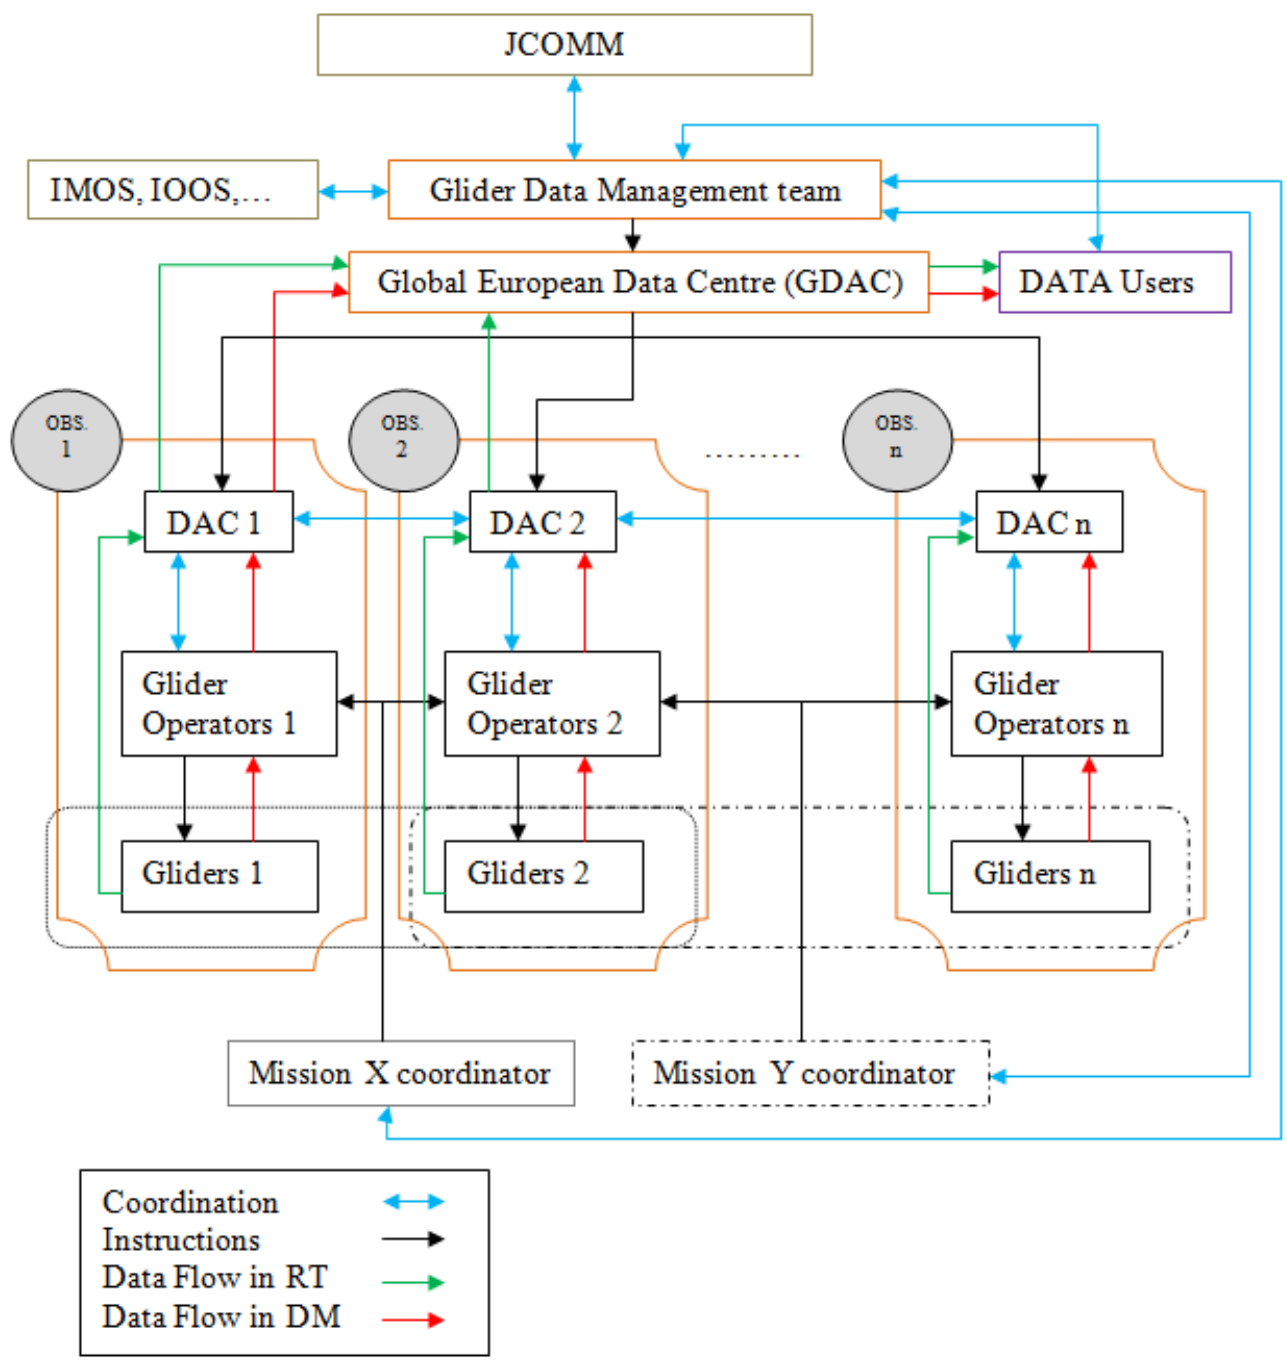 JCOMM
IMOS, IOOS,...
Glider Data Management team
Global European Data Centre (GDAC)
DATA Users
OBS.
1
OBS.
2
.........
OBS.
n
DAC 1
DAC 2
DAC n
Glider
Operators 1
Glider
Operators 2
Glider
Operators n
Gliders 1
Gliders 2
Gliders n
Mission X coordinator
Mission Y coordinator
Coordination
Instructions
Data Flow in RT
Data Flow in DM